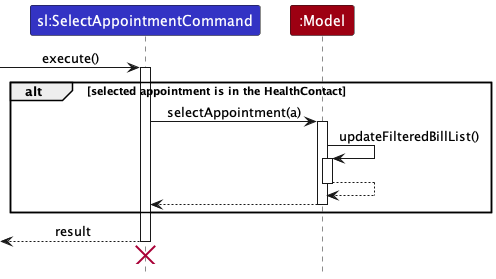 sl:SelectAppointmentCommand
:Model
execute()
alt
[selected appointment is in the HealthContact]
selectAppointment(a)
updateFilteredBillList()
result